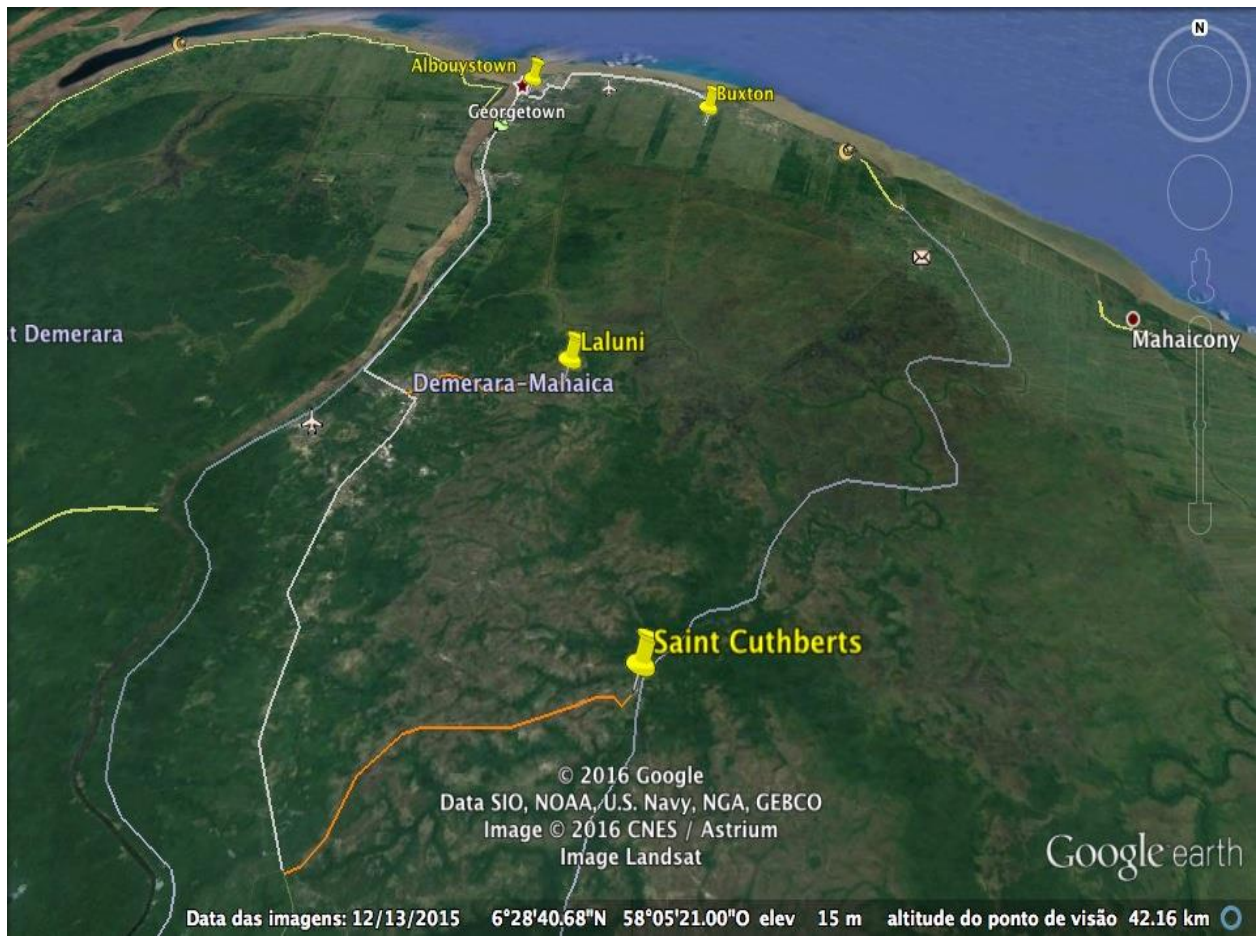 N
Albouystown
Buxton
Georgetown
Laluni
t Demerara
Mahaicony
Demerara-Mahaica
Saint Cuthberts
© 2016 Google
Data SIO, NOAA, U.S. Navy, NGA, GEBCO
Image © 2016 CNES / Astrium
Image Landsat
Google earth
Data das imagens: 12/13/2015 6°28'40.68"N 58°05'21.00"O elev 15 m altitude do ponto de visão 42.16 km